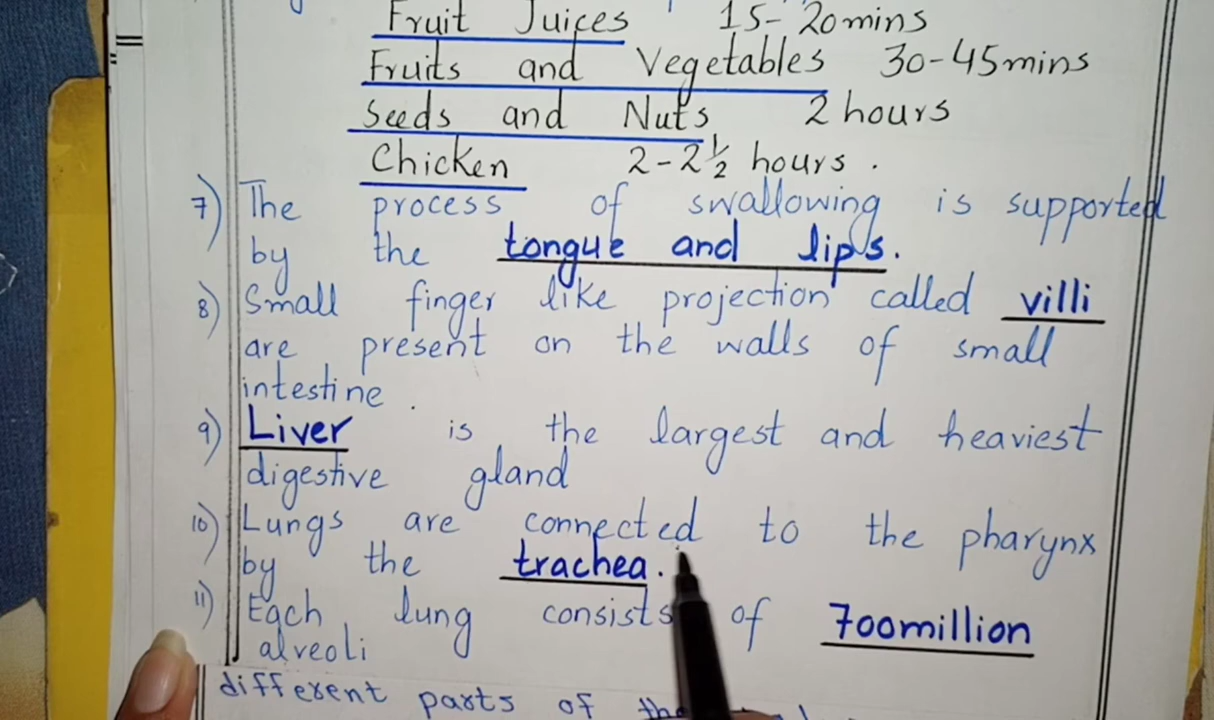 Fruit Juices 15-20mins
Fruits and Vegetables 30-45mins
Seeds and Nuts 2 hours
Chicken 2-2½ hours.
7) The process of swallowing is supported
by the tongue and lips.
8) Small finger like projection called villi
are present on the walls of small
intestine.
9) Liver is the largest and heaviest
digestive gland
10) Lungs are connected to the pharynx
by the trachea.
11) Each lung consists of 700million
alveoli
different parts of